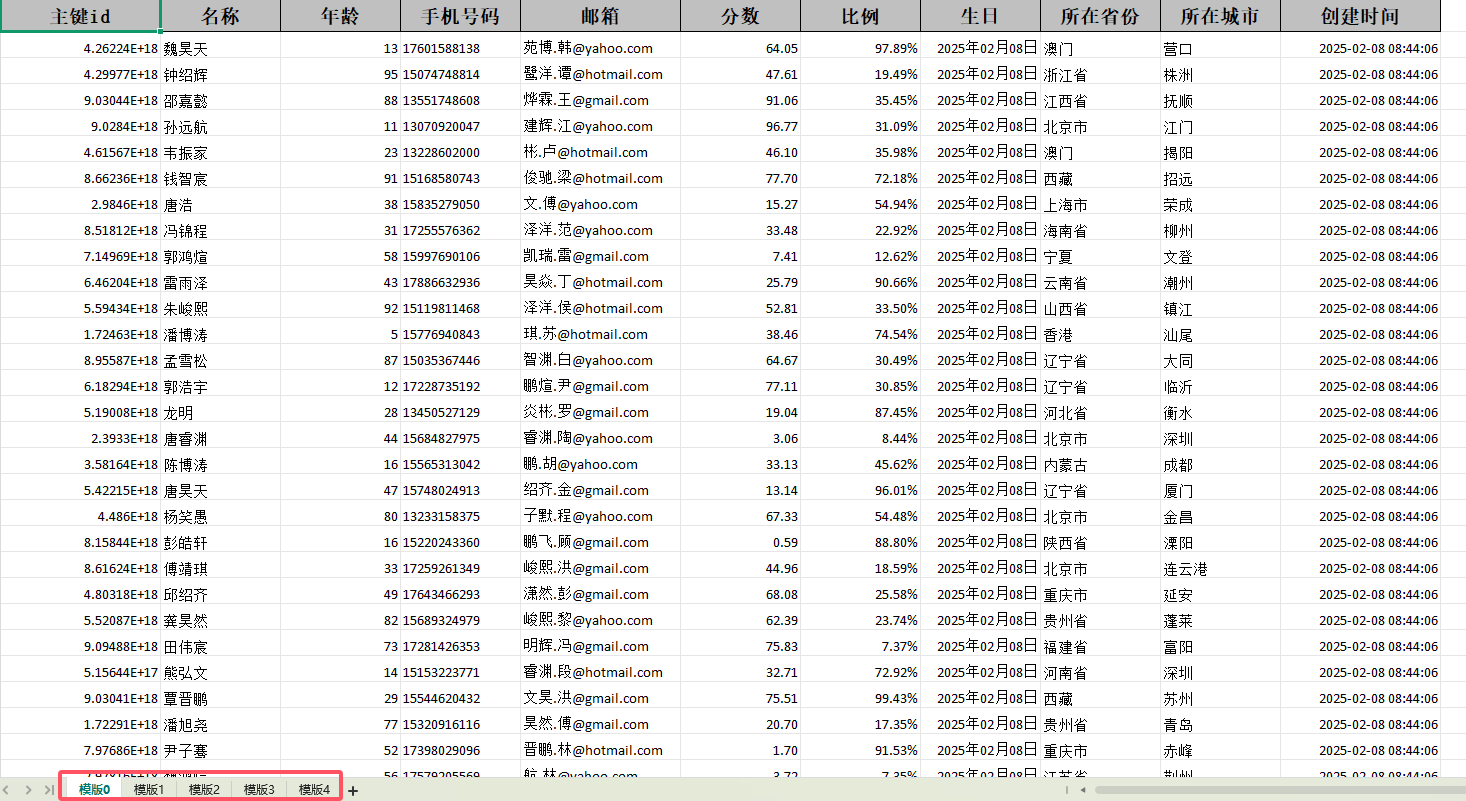 主键id 名称 年龄 手机号码 邮箱 分数 比例 生日 所在省份 所在城市 创建时间
4.26224E+18 魏昊天 13 17601588138 苑博.韩@yahoo.com 64.05 97.89% 2025年02月08日 澳门 营口 2025-02-08 08:44:06
4.29977E+18 钟绍辉 95 15074748814 鹭洋.谭@hotmail.com 47.61 19.49% 2025年02月08日 浙江省 株洲 2025-02-08 08:44:06
9.03044E+18 邵嘉懿 88 13551748608 烨霖.王@gmail.com 91.06 35.45% 2025年02月08日 江西省 抚顺 2025-02-08 08:44:06
9.0284E+18 孙远航 11 13070920047 建辉.江@yahoo.com 96.77 31.09% 2025年02月08日 北京市 江门 2025-02-08 08:44:06
4.61567E+18 韦振家 23 13228602000 彬.卢@hotmail.com 46.10 35.98% 2025年02月08日 澳门 揭阳 2025-02-08 08:44:06
8.66236E+18 钱智宸 91 15168580743 俊驰.梁@hotmail.com 77.70 72.18% 2025年02月08日 西藏 招远 2025-02-08 08:44:06
2.9846E+18 唐浩 38 15835279050 文.傅@yahoo.com 15.27 54.94% 2025年02月08日 上海市 荣成 2025-02-08 08:44:06
8.51812E+18 冯锦程 31 17255576362 泽洋.范@yahoo.com 33.48 22.92% 2025年02月08日 海南省 柳州 2025-02-08 08:44:06
7.14969E+18 郭鸿煊 58 15997690106 凯瑞.雷@gmail.com 7.41 12.62% 2025年02月08日 宁夏 文登 2025-02-08 08:44:06
6.46204E+18 雷雨泽 43 17886632936 昊焱.丁@hotmail.com 25.79 90.66% 2025年02月08日 云南省 潮州 2025-02-08 08:44:06
5.59434E+18 朱峻熙 92 15119811468 泽洋.侯@hotmail.com 52.81 33.50% 2025年02月08日 山西省 镇江 2025-02-08 08:44:06
1.72463E+18 潘博涛 5 15776940843 琪.苏@hotmail.com 38.46 74.54% 2025年02月08日 香港 汕尾 2025-02-08 08:44:06
8.95587E+18 孟雪松 87 15035367446 智渊.白@yahoo.com 64.67 30.49% 2025年02月08日 辽宁省 大同 2025-02-08 08:44:06
6.18294E+18 郭浩宇 12 17228735192 鹏煊.尹@gmail.com 77.11 30.85% 2025年02月08日 辽宁省 临沂 2025-02-08 08:44:06
5.19008E+18 龙明 28 13450527129 炎彬.罗@gmail.com 19.04 87.45% 2025年02月08日 河北省 衡水 2025-02-08 08:44:06
2.3933E+18 唐睿渊 44 15684827975 睿渊.陶@yahoo.com 3.06 8.44% 2025年02月08日 北京市 深圳 2025-02-08 08:44:06
3.58164E+18 陈博涛 16 15565313042 鹏.胡@yahoo.com 33.13 45.62% 2025年02月08日 内蒙古 成都 2025-02-08 08:44:06
5.42215E+18 唐昊天 47 15748024913 绍齐.金@gmail.com 13.14 96.01% 2025年02月08日 辽宁省 厦门 2025-02-08 08:44:06
4.486E+18 杨笑愚 80 13233158375 子默.程@yahoo.com 67.33 54.48% 2025年02月08日 北京市 金昌 2025-02-08 08:44:06
8.15844E+18 彭皓轩 16 15220243360 鹏飞.顾@gmail.com 0.59 88.80% 2025年02月08日 陕西省 溧阳 2025-02-08 08:44:06
8.61624E+18 傅靖琪 33 17259261349 峻熙.洪@gmail.com 44.96 18.59% 2025年02月08日 北京市 连云港 2025-02-08 08:44:06
4.80318E+18 邱绍齐 49 17643466293 潇然.彭@gmail.com 68.08 25.58% 2025年02月08日 重庆市 延安 2025-02-08 08:44:06
5.52087E+18 龚昊然 82 15689324979 峻熙.黎@yahoo.com 62.39 23.74% 2025年02月08日 贵州省 蓬莱 2025-02-08 08:44:06
9.09488E+18 田伟宸 73 17281426353 明辉.冯@gmail.com 75.83 7.37% 2025年02月08日 福建省 富阳 2025-02-08 08:44:06
5.15644E+17 熊弘文 14 15153223771 睿渊.段@hotmail.com 32.71 72.92% 2025年02月08日 河南省 深圳 2025-02-08 08:44:06
9.03041E+18 覃晋鹏 29 15544620432 文昊.洪@gmail.com 75.51 99.43% 2025年02月08日 西藏 苏州 2025-02-08 08:44:06
1.72291E+18 潘旭尧 77 15320916116 昊然.傅@gmail.com 20.70 17.35% 2025年02月08日 贵州省 青岛 2025-02-08 08:44:06
7.97686E+18 尹子骞 52 17398029096 晋鹏.林@hotmail.com 1.70 91.53% 2025年02月08日 重庆市 赤峰 2025-02-08 08:44:06
56 17579205569 航.林@yahoo.com 3.72 7.35% 2025年02月08日 江苏省 荆州 2025-02-08 08:44:06
模版0 模版1 模版2 模版3 模版4